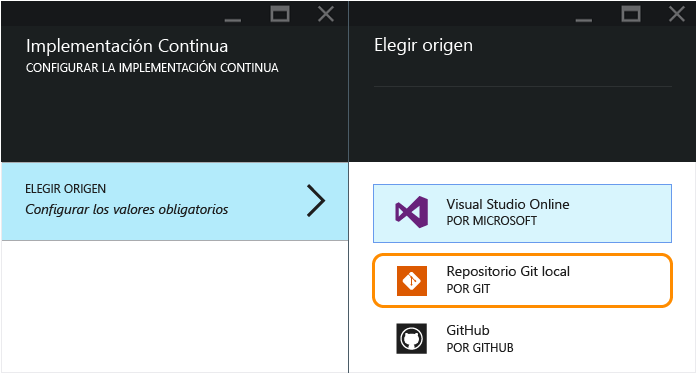 Implementación Continua
CONFIGURAR LA IMPLEMENTACIÓN CONTINUA
ELEGIR ORIGEN
Configurar los valores obligatorios
Elegir origen
Visual Studio Online
POR MICROSOFT
Repositorio Git local
POR GIT
GitHub
POR GITHUB